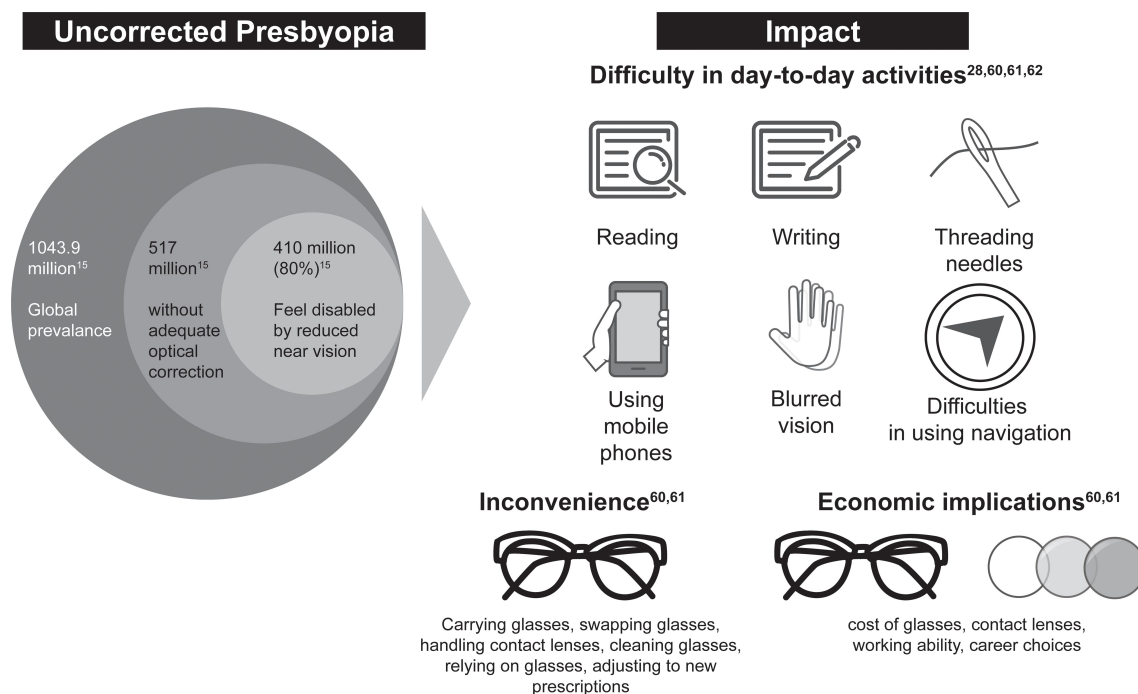 Uncorrected Presbyopia
1043.9
million15
Global
prevalance
517
million15
without
adequate
optical
correction
410 million
(80%)15
Feel disabled
by reduced
near vision
Impact
Difficulty in day-to-day activities28,60,61,62
Reading
Writing
Threading
needles
Using
mobile
phones
Blurred
vision
Difficulties
in using navigation
Inconvenience60,61
Carrying glasses, swapping glasses,
handling contact lenses, cleaning glasses,
relying on glasses, adjusting to new
prescriptions
Economic implications60,61
cost of glasses, contact lenses,
working ability, career choices